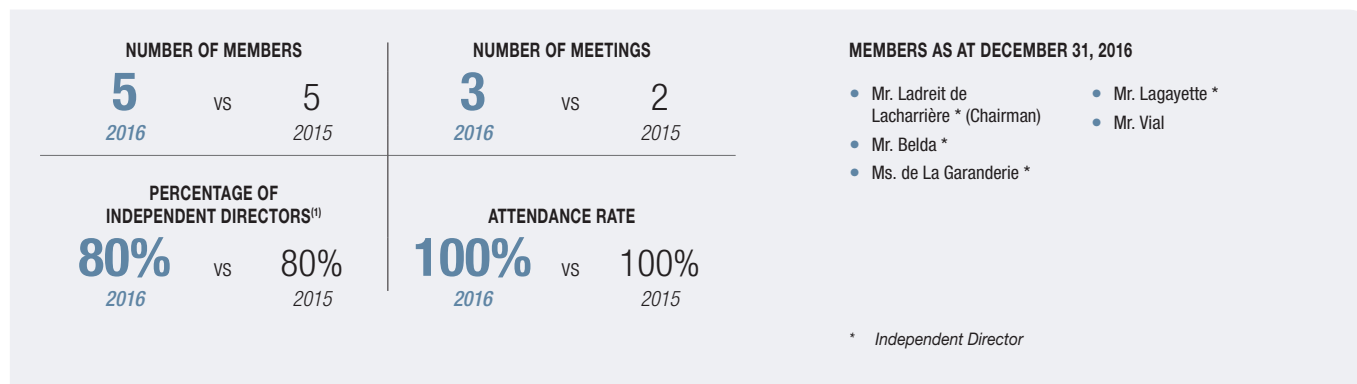 NUMBER OF MEMBERS
5 vs 5
2016 2015
NUMBER OF MEETINGS
3 vs 2
2016 2015
PERCENTAGE OF
INDEPENDENT DIRECTORS(1)
80% vs 80%
2016 2015
ATTENDANCE RATE
100% vs 100%
2016 2015
MEMBERS AS AT DECEMBER 31, 2016
• Mr. Ladreit de
Lacharrière * (Chairman)
• Mr. Belda *
• Ms. de La Garanderie *
• Mr. Lagayette *
• Mr. Vial
* Independent Director